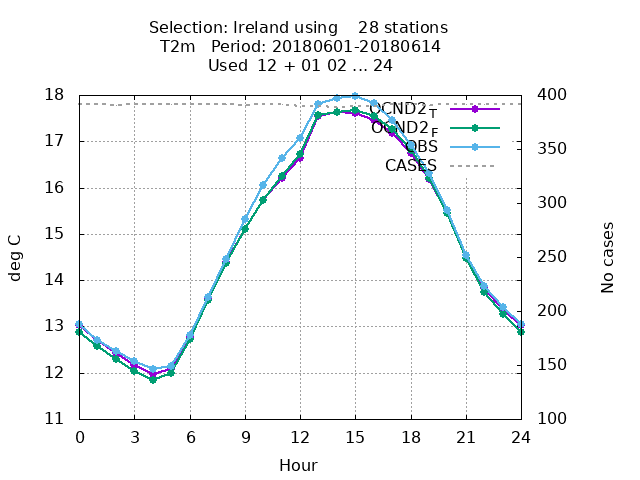 Selection: Ireland using    28 stations
T2m   Period: 20180601-20180614
Used  12 + 01 02 ... 24
18
17
16
15
14
13
12
11
400
350
300
250
200
150
100
OCND2T
OCND2F
OBS
CASES
deg C
No cases
0 3 6 9 12 15 18 21 24
Hour